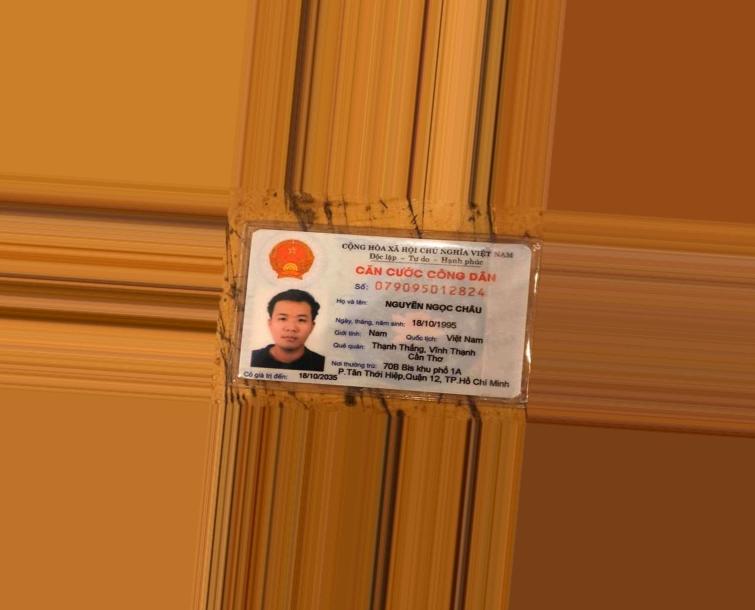 CỘNG HÒA XÃ HỘI CHỦ NGHĨA VIỆT NAM
Độc lập - Tự do - Hạnh phúc
CĂN CƯỚC CÔNG DÂN
Số: 079095012824
Họ và tên: NGUYỄN NGỌC CHÂU
Ngày, tháng, năm sinh: 18/10/1995
Giới tính: Nam Quốc tịch: Việt Nam
Quê quán: Thạnh Thắng, Vĩnh Thạnh
Cần Thơ
Nơi thường trú: 70B Bis khu phố 1A
P.Tân Thới Hiệp,Quận 12, TP.Hồ Chí Minh
Có giá trị đến: 18/10/2035